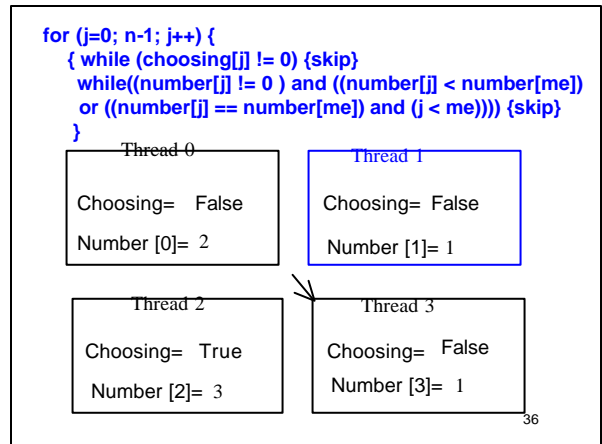 for (j=0; n-1; j++) {
{ while (choosing[j] != 0) {skip}
while((number[j] != 0 ) and ((number[j] < number[me])
or ((number[j] == number[me]) and (j < me)))) {skip}
}
Thread 0
Choosing= False
Number [0]= 2
Thread 1
Choosing= False
Number [1]= 1
Thread 2
Choosing= True
Number [2]= 3
Thread 3
Choosing= False
Number [3]= 1
36